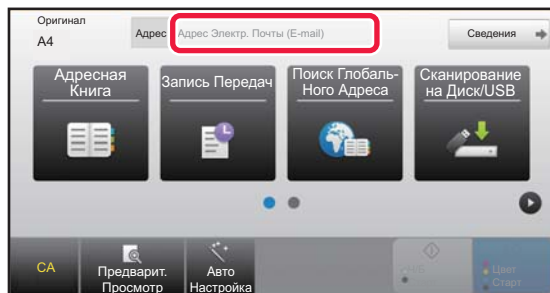 Оригинал
A4
Адрес
Адрес Электр. Почты (E-mail)
Сведения
Адресная
Книга
Запись Передач
Поиск Глобаль-
Ного Адреса
Сканирование
на Диск/USB
CA
Предварит.
Просмотр
Авто
Настройка
Цвет
Старт